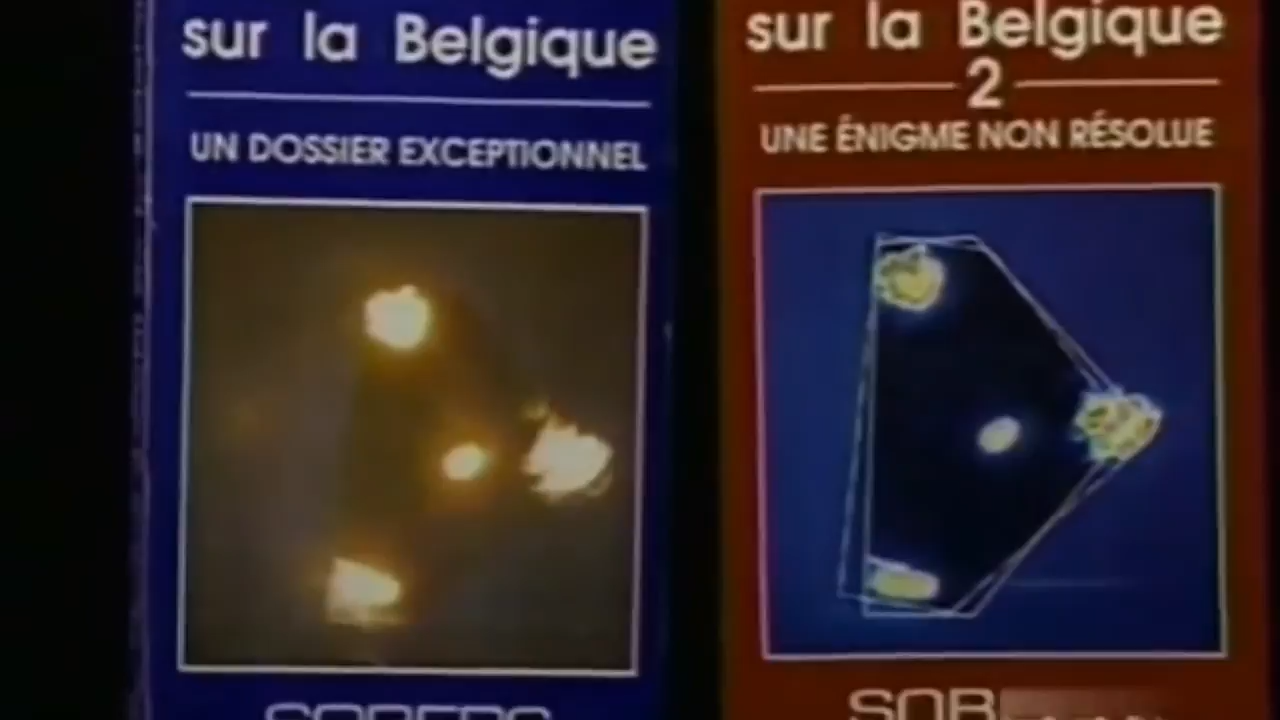 sur la Belgique
UN DOSSIER EXCEPTIONNEL
sur la Belgique
2
UNE ÉNIGME NON RÉSOLUE